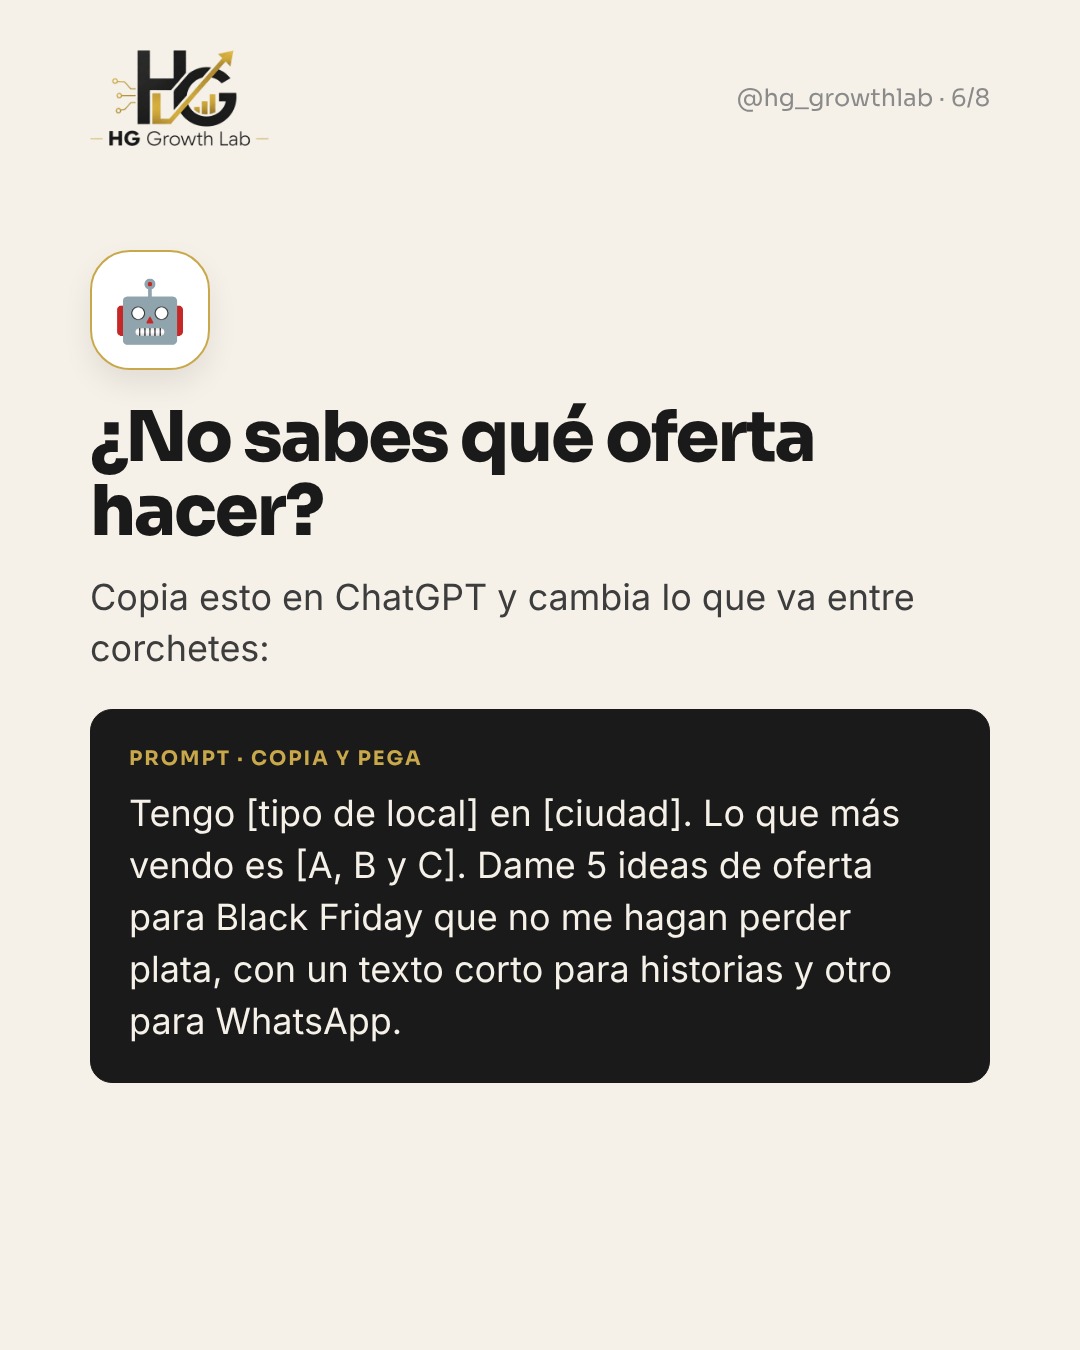 HG
HG Growth Lab
@hg_growthlab · 6/8
¿No sabes qué oferta
hacer?
Copia esto en ChatGPT y cambia lo que va entre
corchetes:
PROMPT · COPIA Y PEGA
Tengo [tipo de local] en [ciudad]. Lo que más
vendo es [A, B y C]. Dame 5 ideas de oferta
para Black Friday que no me hagan perder
plata, con un texto corto para historias y otro
para WhatsApp.